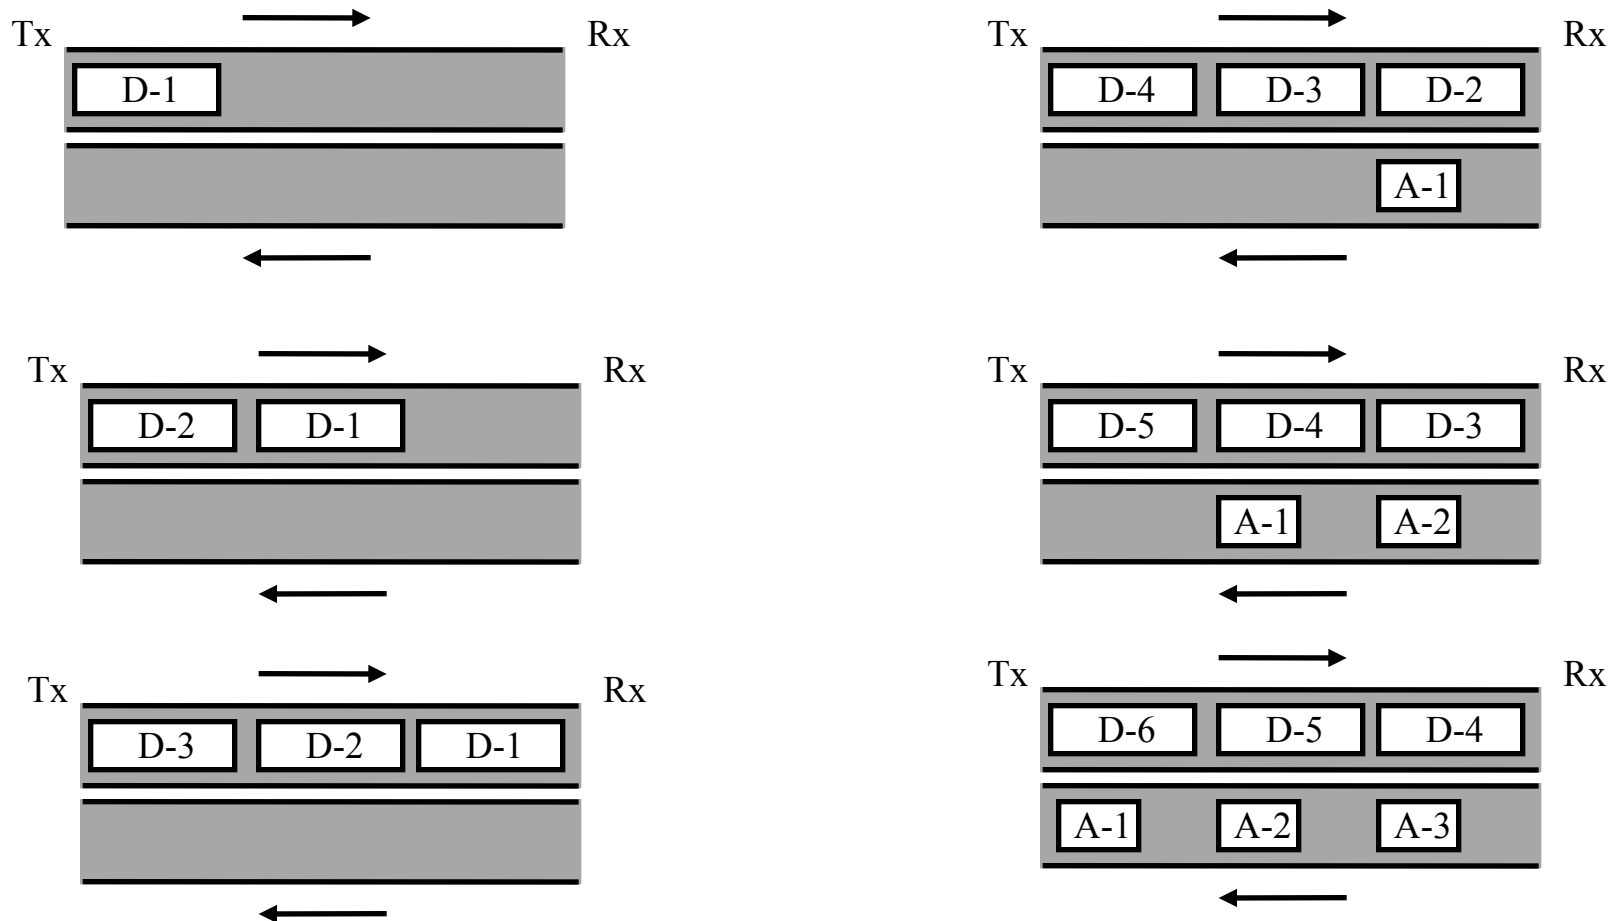 Tx Rx
D-1
Tx Rx
D-2 D-1
Tx Rx
D-3 D-2 D-1
Tx Rx
D-4 D-3 D-2
A-1
Tx Rx
D-5 D-4 D-3
A-1 A-2
Tx Rx
D-6 D-5 D-4
A-1 A-2 A-3